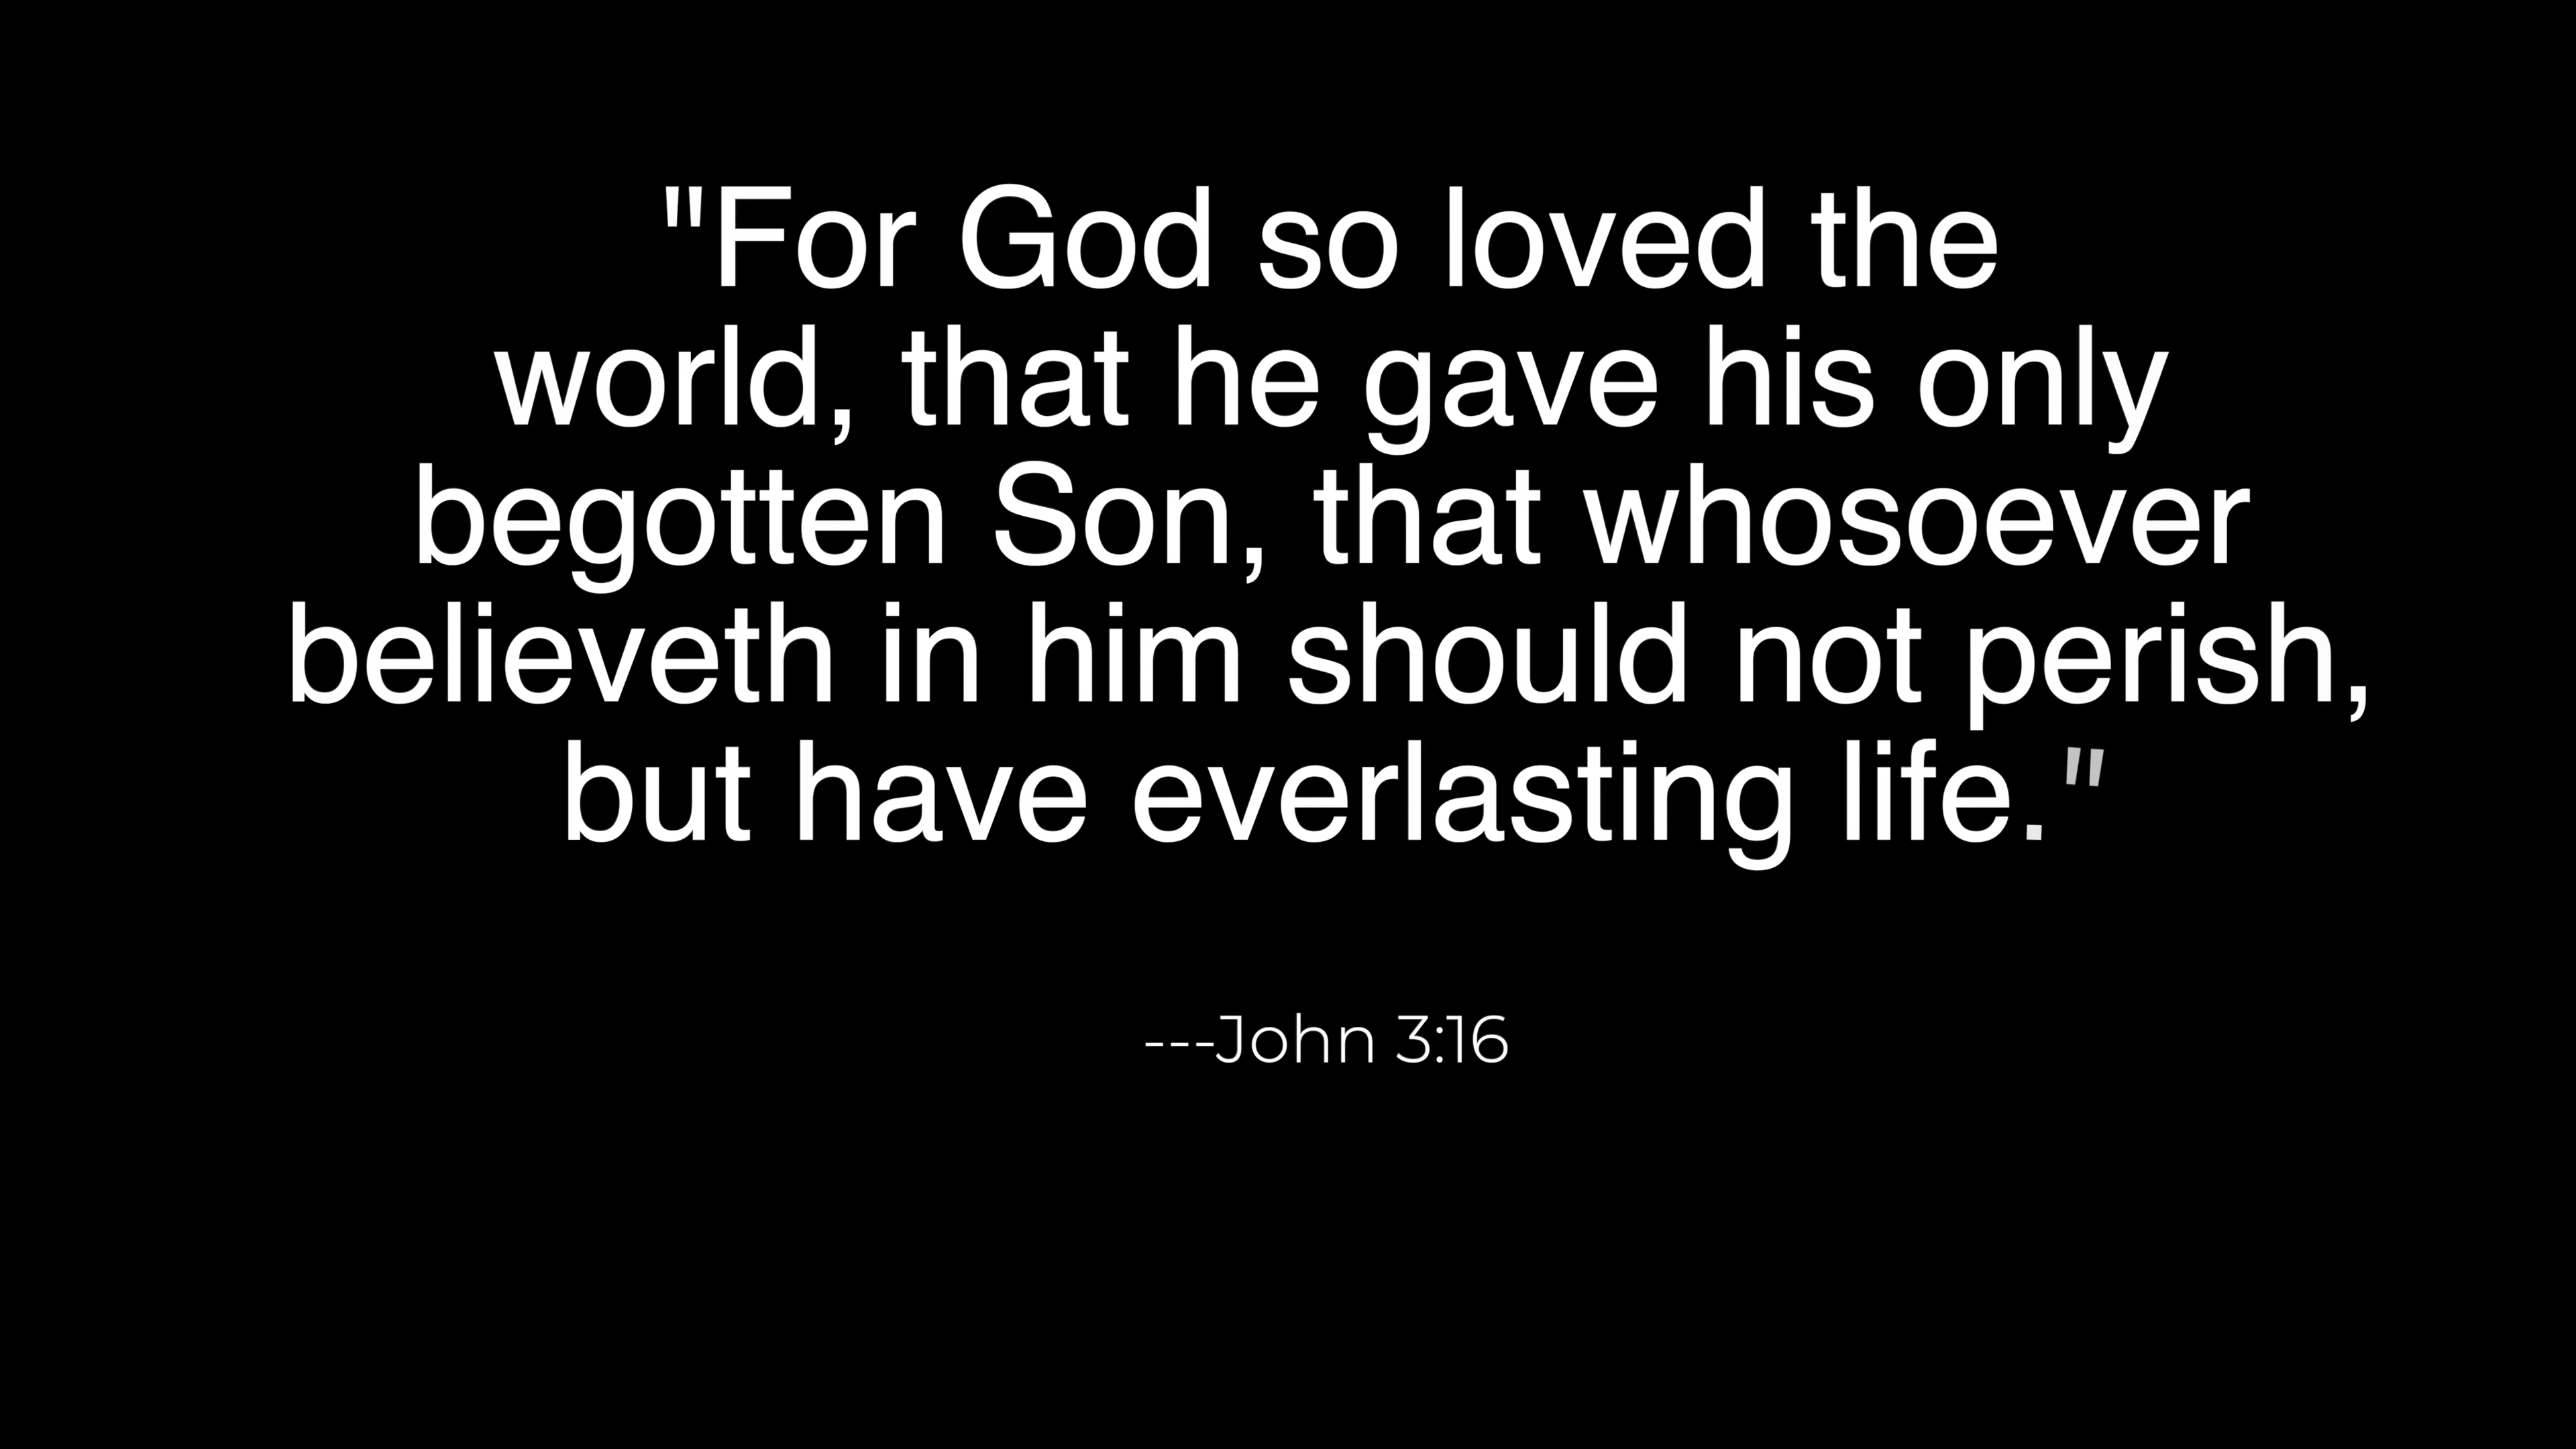 "For God so loved the
world, that he gave his only
begotten Son, that whosoever
believeth in him should not perish,
but have everlasting life."
---John 3:16